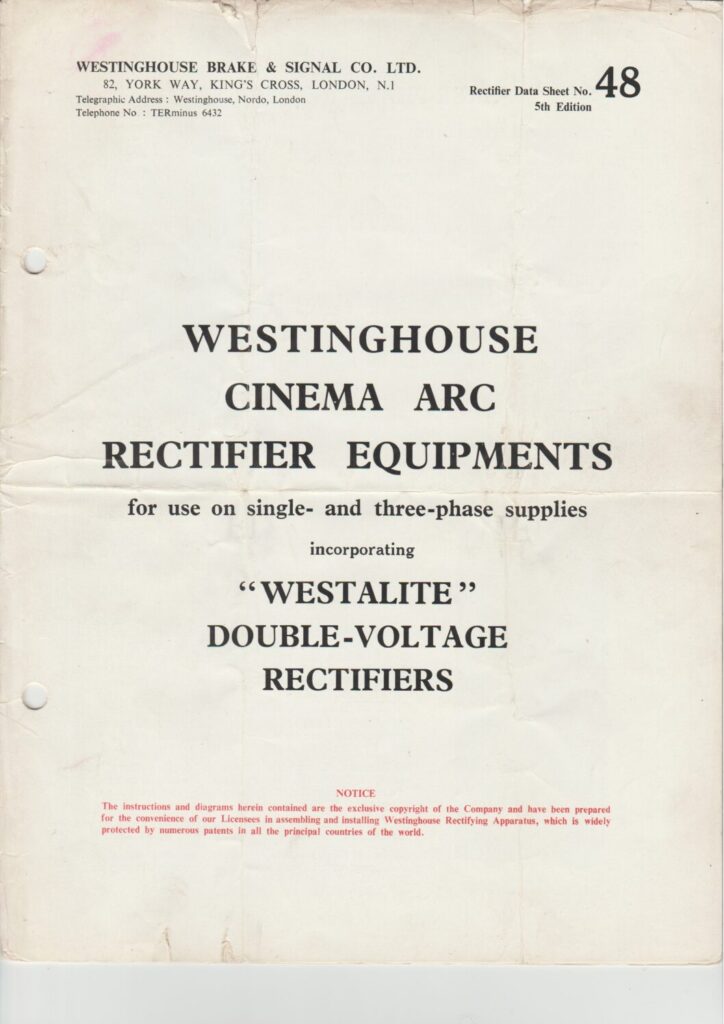 WESTINGHOUSE BRAKE & SIGNAL CO. LTD.
82, YORK WAY, KING'S CROSS, LONDON, N.1
Telegraphic Address : Westinghouse, Nordo, London
Telephone No : TERminus 6432
Rectifier Data Sheet No. 48
5th Edition
WESTINGHOUSE
CINEMA ARC
RECTIFIER EQUIPMENTS
for use on single- and three-phase supplies
incorporating
“WESTALITE”
DOUBLE-VOLTAGE
RECTIFIERS
NOTICE
The instructions and diagrams herein contained are the exclusive copyright of the Company and have been prepared
for the convenience of our Licensees in assembling and installing Westinghouse Rectifying Apparatus, which is widely
protected by numerous patents in all the principal countries of the world.